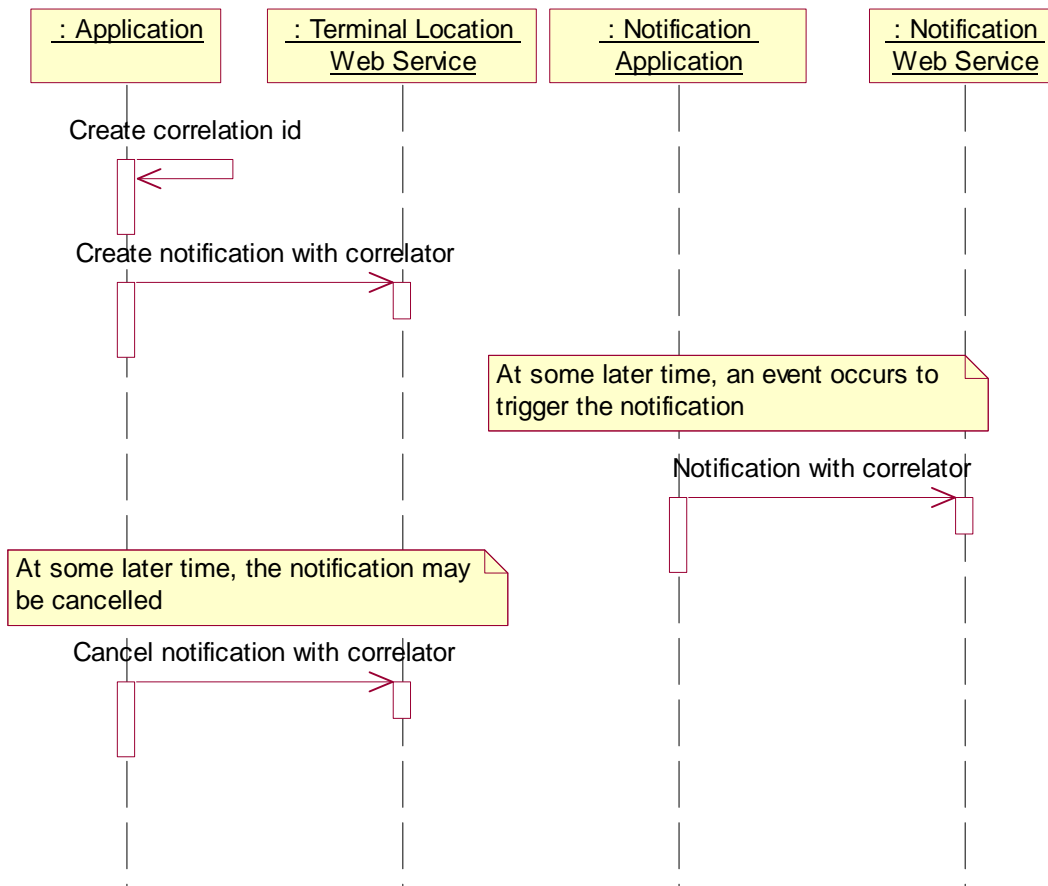 : Application
: Terminal Location
Web Service
: Notification
Application
: Notification
Web Service
Create correlation id
Create notification with correlator
At some later time, an event occurs to
trigger the notification
Notification with correlator
At some later time, the notification may
be cancelled
Cancel notification with correlator